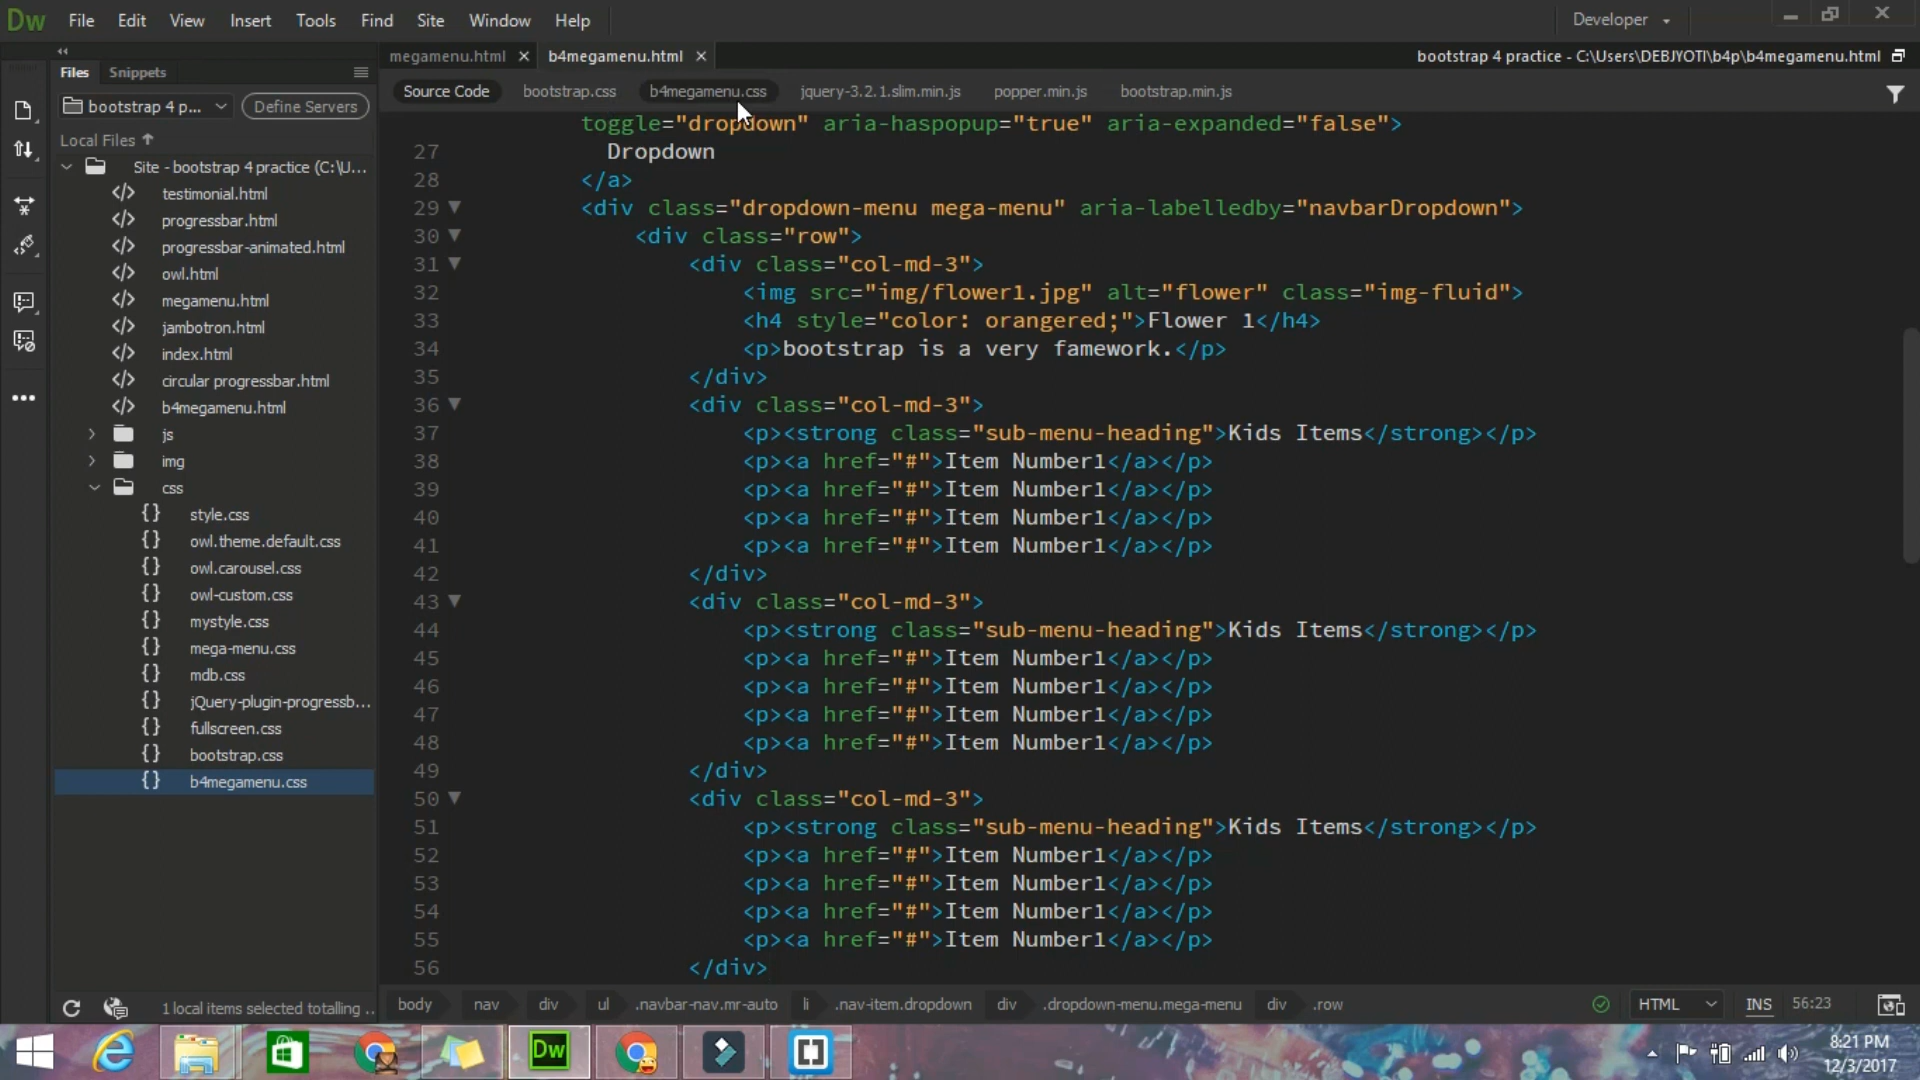 Dw File Edit View Insert Tools Find Site Window Help Developer
Files Snippets
bootstrap 4 p... Define Servers
Local Files
Site - bootstrap 4 practice (C:\U...
testimonial.html
progressbar.html
progressbar-animated.html
owl.html
megamenu.html
jambotron.html
index.html
circular progressbar.html
b4megamenu.html
js
img
css
style.css
owl.theme.default.css
owl.carousel.css
owl-custom.css
mystyle.css
mega-menu.css
mdb.css
jQuery-plugin-progressb...
fullscreen.css
bootstrap.css
b4megamenu.css
1 local items selected totalling ..
megamenu.html b4megamenu.html bootstrap 4 practice - C:\Users\DEBJYOTI\b4p\b4megamenu.html
Source Code bootstrap.css b4megamenu.css jquery-3.2.1.slim.min.js popper.min.js bootstrap.min.js
toggle="dropdown" aria-haspopup="true" aria-expanded="false">
27 Dropdown
28 </a>
29 <div class="dropdown-menu mega-menu" aria-labelledby="navbarDropdown">
30 <div class="row">
31 <div class="col-md-3">
32 <img src="img/flower1.jpg" alt="flower" class="img-fluid">
33 <h4 style="color: orangered;">Flower 1</h4>
34 <p>bootstrap is a very famework.</p>
35 </div>
36 <div class="col-md-3">
37 <p><strong class="sub-menu-heading">Kids Items</strong></p>
38 <p><a href="#">Item Number1</a></p>
39 <p><a href="#">Item Number1</a></p>
40 <p><a href="#">Item Number1</a></p>
41 <p><a href="#">Item Number1</a></p>
42 </div>
43 <div class="col-md-3">
44 <p><strong class="sub-menu-heading">Kids Items</strong></p>
45 <p><a href="#">Item Number1</a></p>
46 <p><a href="#">Item Number1</a></p>
47 <p><a href="#">Item Number1</a></p>
48 <p><a href="#">Item Number1</a></p>
49 </div>
50 <div class="col-md-3">
51 <p><strong class="sub-menu-heading">Kids Items</strong></p>
52 <p><a href="#">Item Number1</a></p>
53 <p><a href="#">Item Number1</a></p>
54 <p><a href="#">Item Number1</a></p>
55 <p><a href="#">Item Number1</a></p>
56 </div>
body nav div ul .navbar-nav.mr-auto li .nav-item.dropdown div .dropdown-menu.mega-menu div .row HTML INS 56:23
Dw
8:21 PM
12/3/2017